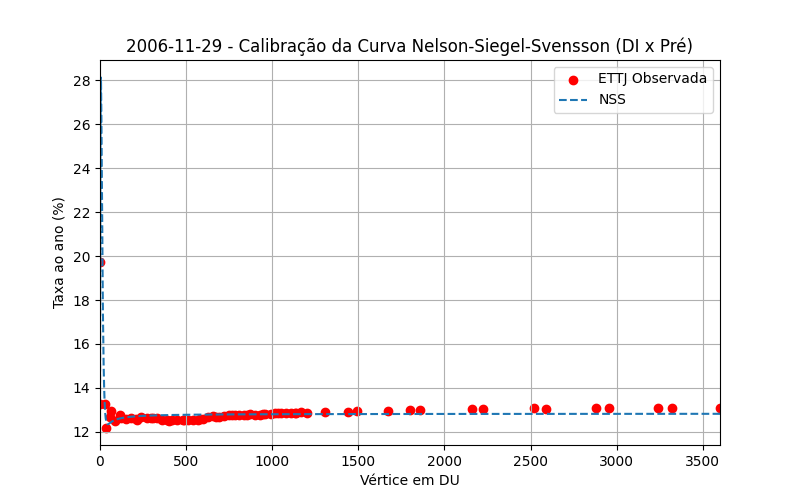 2006-11-29 - Calibração da Curva Nelson-Siegel-Svensson (DI x Pré)
ETTJ Observada
NSS
Taxa ao ano (%)
28
26
24
22
20
18
16
14
12
0 500 1000 1500 2000 2500 3000 3500
Vértice em DU